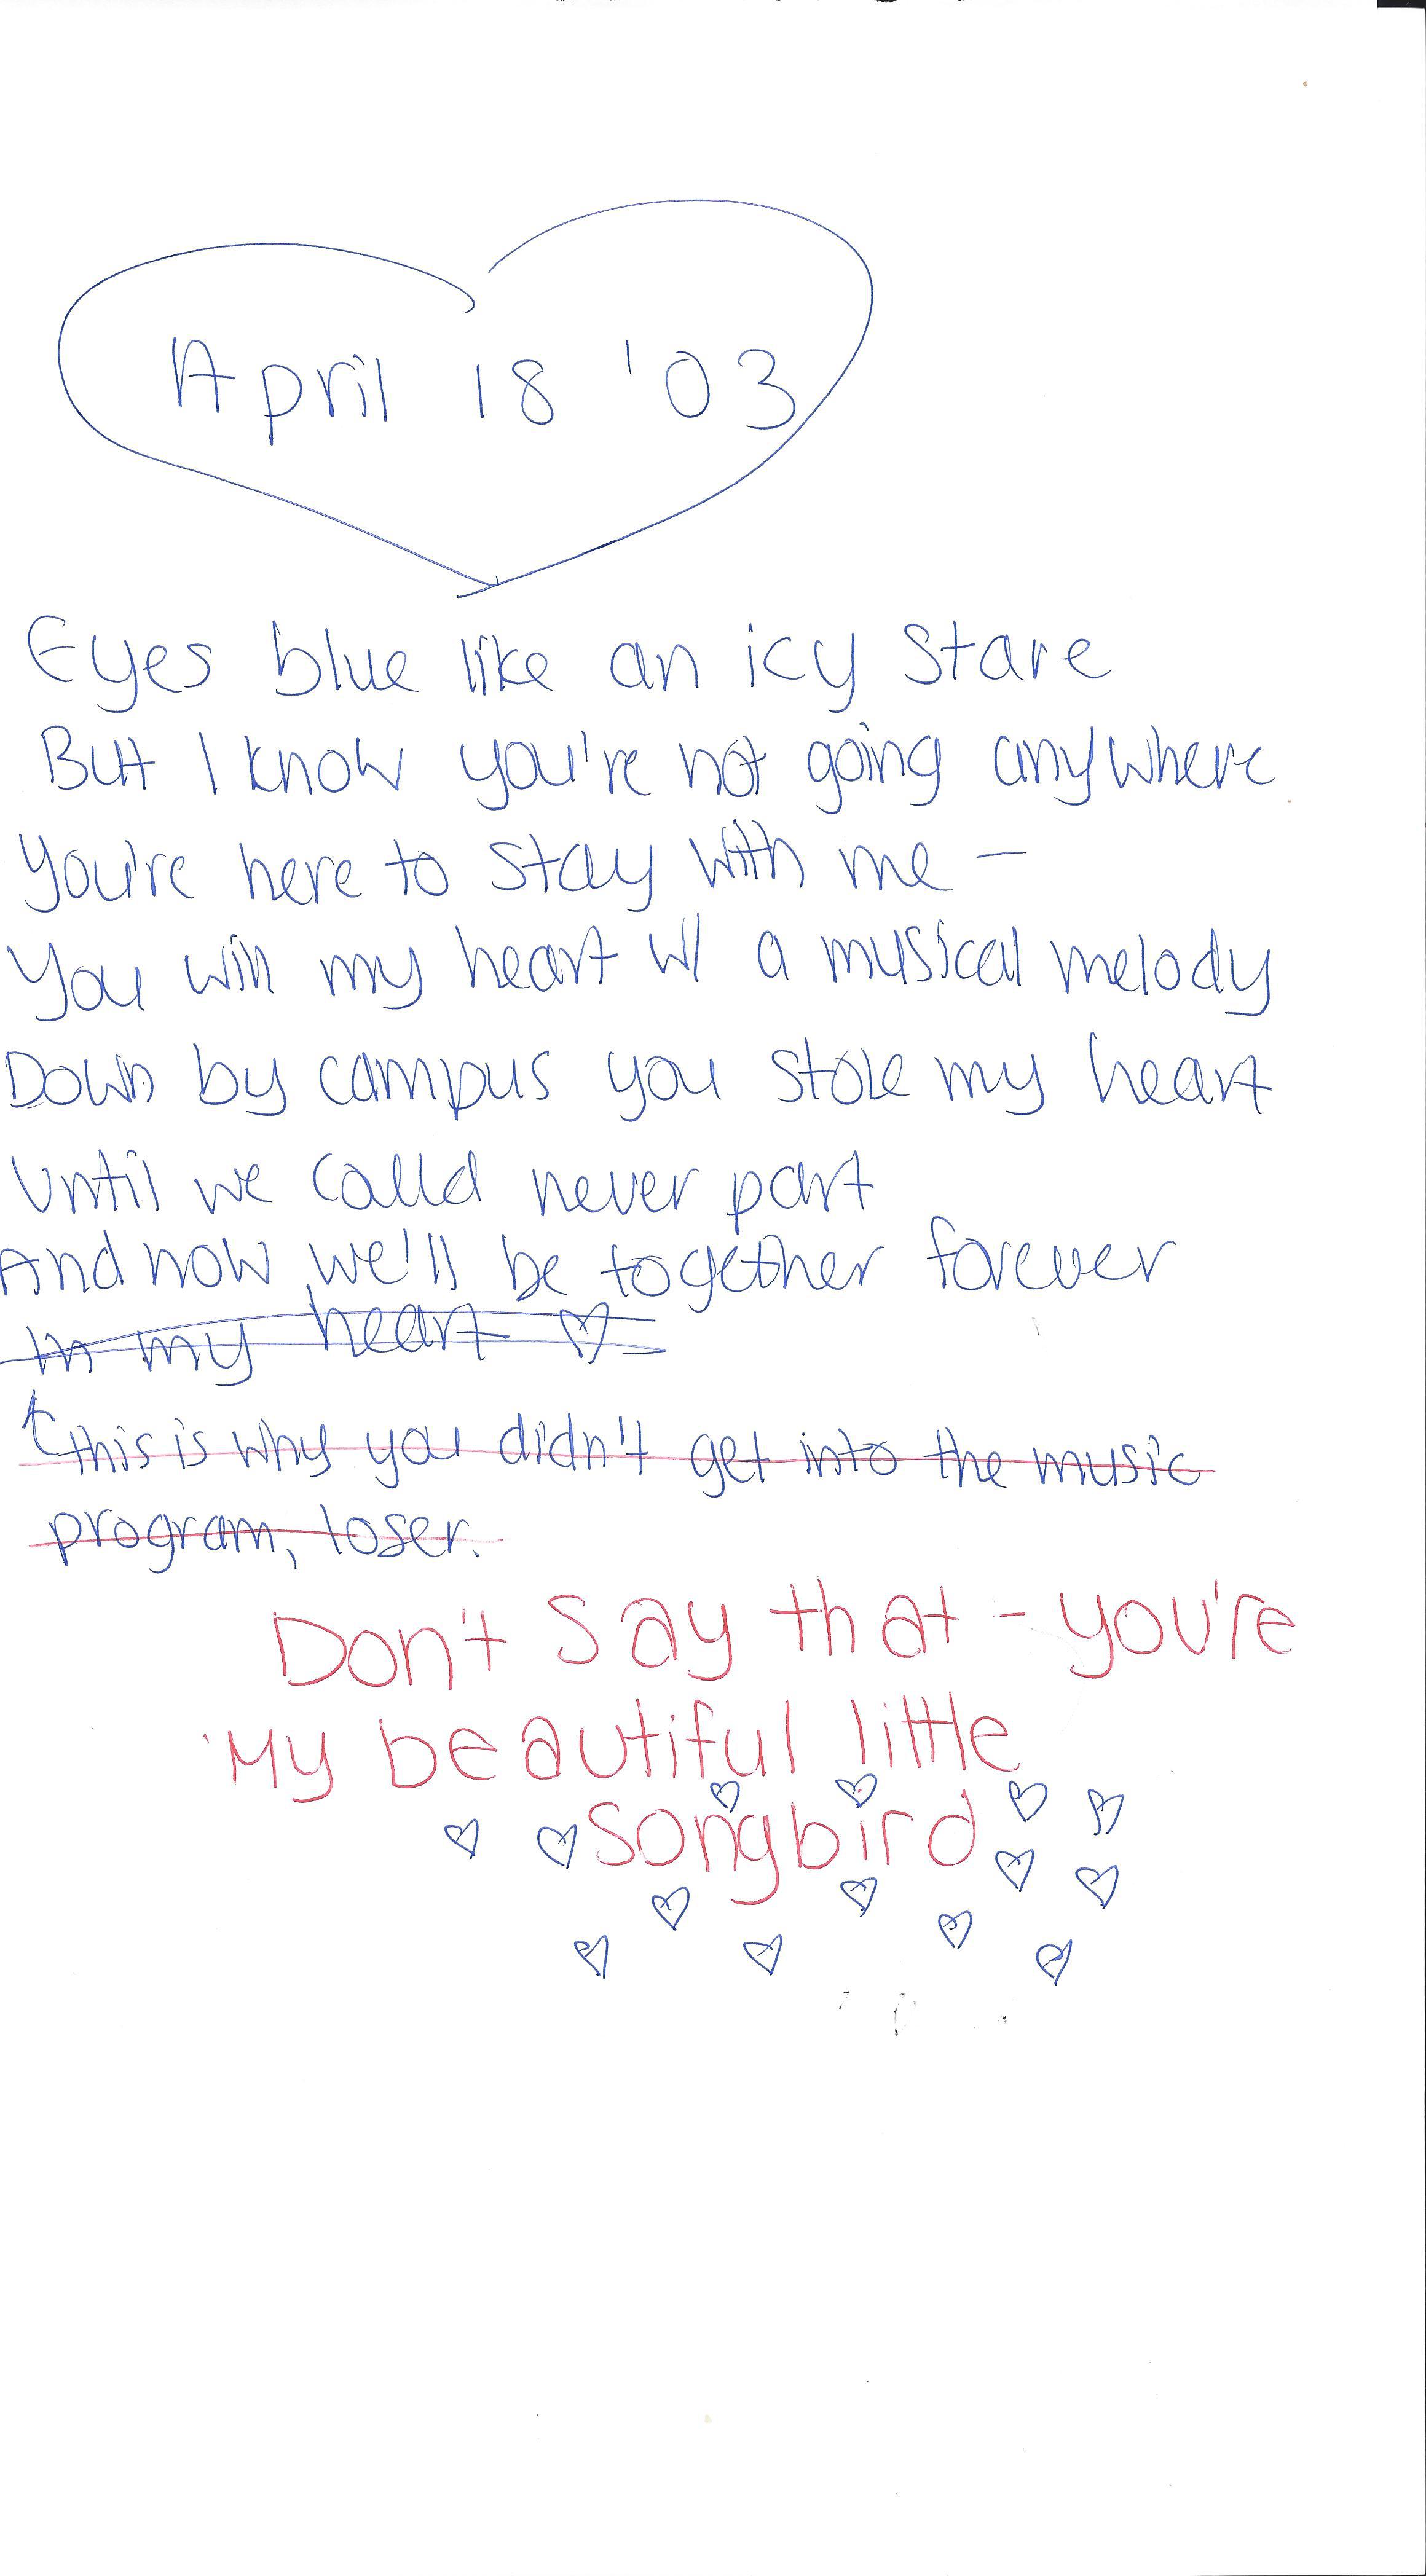 April 18 '03
Eyes blue like an icy stare
But I know you're not going anywhere
You're here to stay with me –
You win my heart w/ a musical melody
Down by campus you stole my heart
Until we could never part
And now we'll be together forever
in my heart ♡
↑ this is why you didn't get into the music
program, loser.
Don't say that - you're
My beautiful little
songbird